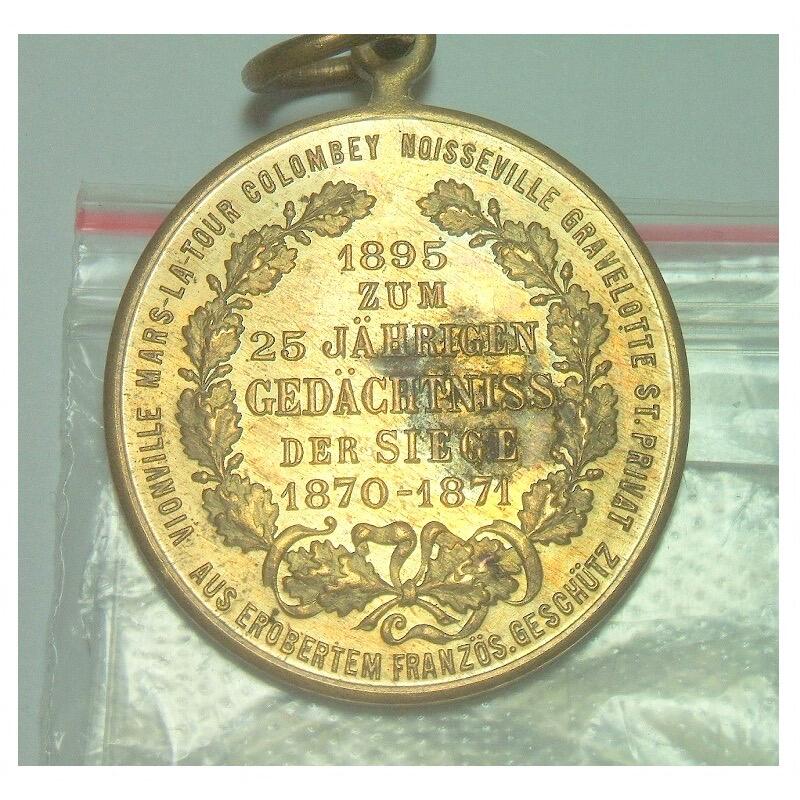 VIONVILLE MARS-LA-TOUR COLOMBEY NOISSEVILLE GRAVELOTTE ST. PRIVAT
1895
ZUM
25 JÄHRIGEN
GEDÄCHTNISS
DER SIEGE
1870-1871
AUS EROBERTEM FRANZÖS. GESCHÜTZ